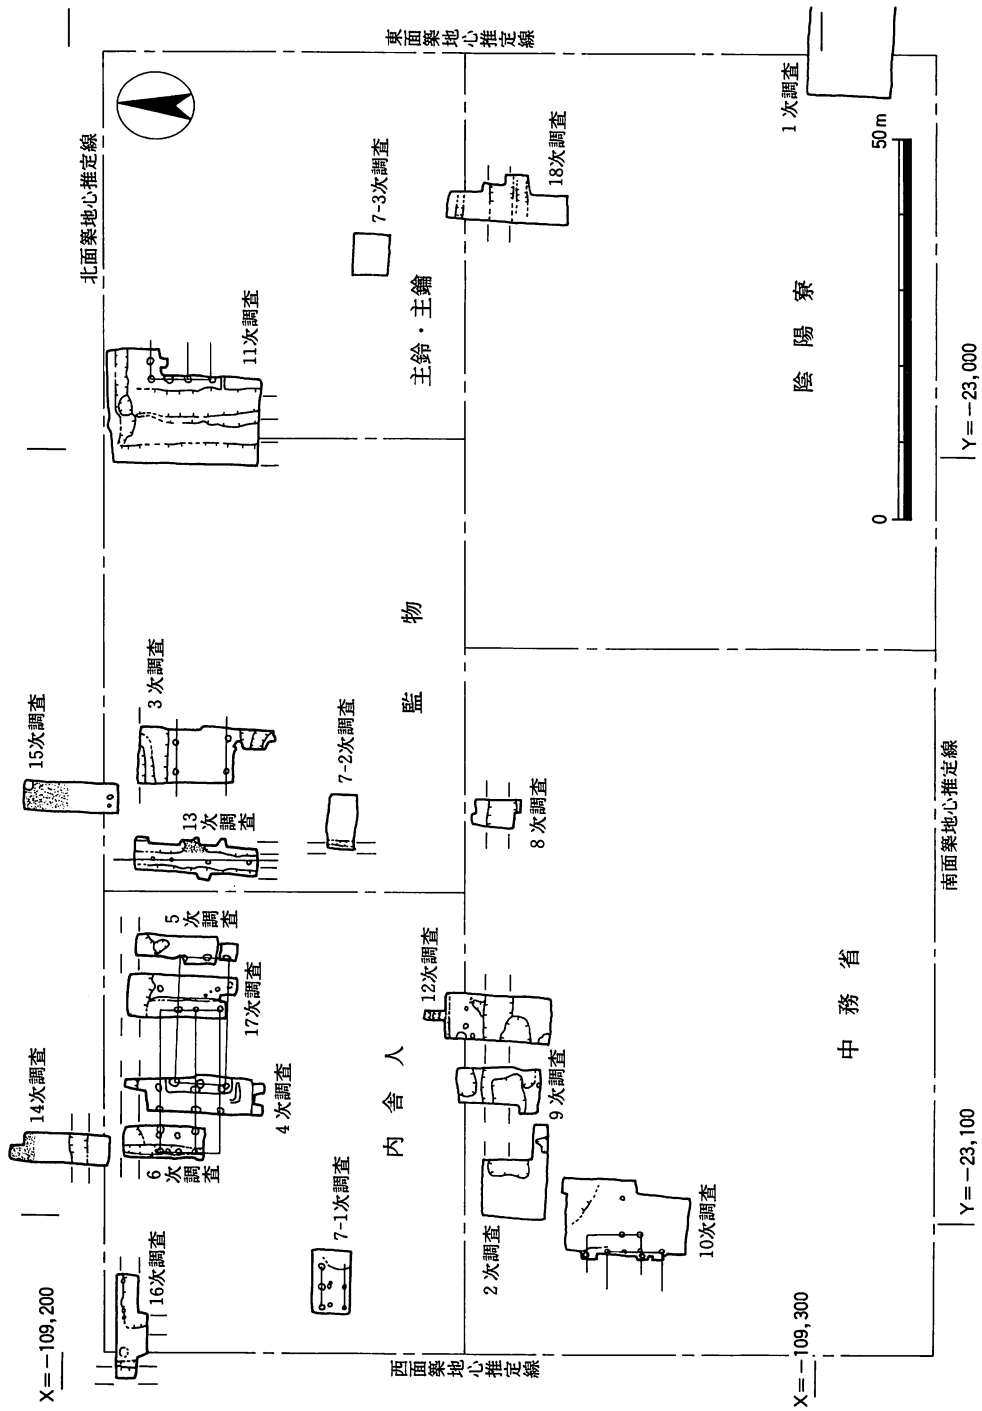 東面築地心推定線
北面築地心推定線
1次調査
50m
0
18次調査
7-3次調査
11次調査
主鈴・主鑰
陰陽寮
Y=-23,000
監物
3次調査
15次調査
13次調査
7-2次調査
8次調査
南面築地心推定線
5次調査
17次調査
4次調査
6次調査
14次調査
12次調査
9次調査
内舎人
中務省
7-1次調査
2次調査
10次調査
16次調査
Y=-23,100
X=-109,200
X=-109,300
西面築地心推定線